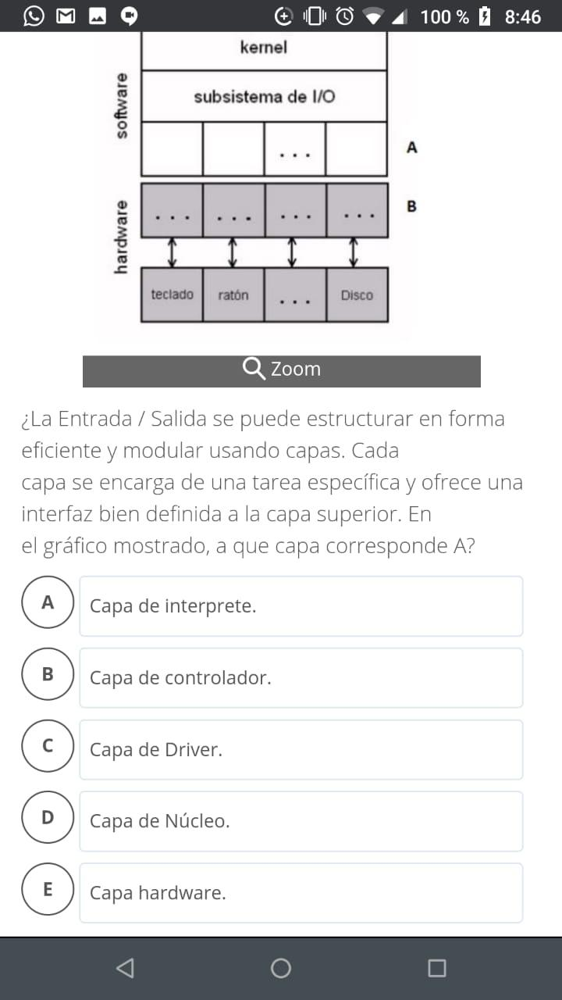 100 % 8:46
kernel
software
subsistema de I/O
. . .
A
hardware
. . . . . . . . . . . .
B
teclado ratón . . . Disco
Zoom
¿La Entrada / Salida se puede estructurar en forma
eficiente y modular usando capas. Cada
capa se encarga de una tarea específica y ofrece una
interfaz bien definida a la capa superior. En
el gráfico mostrado, a que capa corresponde A?
A Capa de interprete.
B Capa de controlador.
C Capa de Driver.
D Capa de Núcleo.
E Capa hardware.